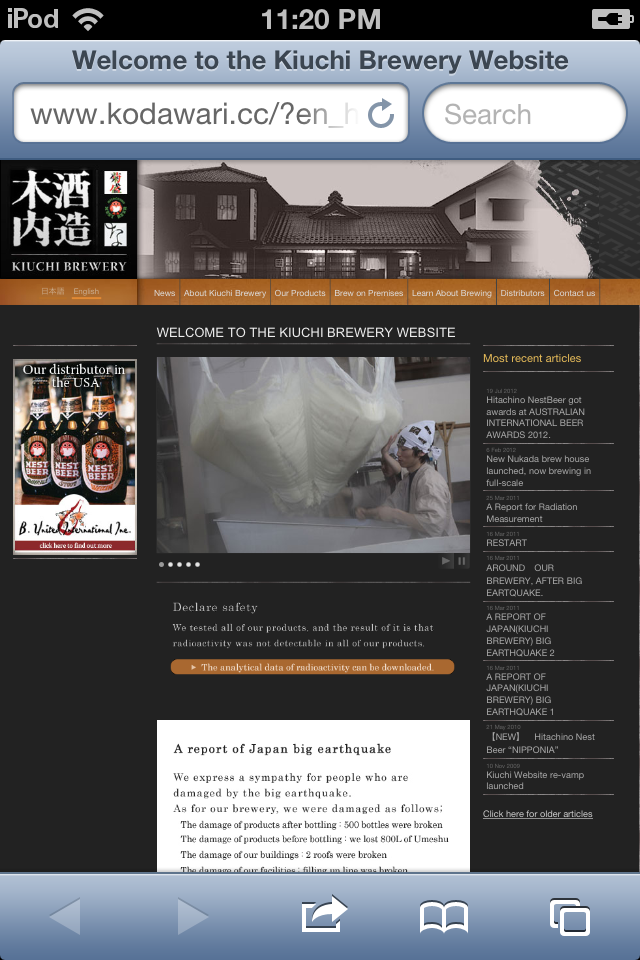 iPod
11:20 PM
Welcome to the Kiuchi Brewery Website
www.kodawari.cc/?en_h
Search
木内酒造
KIUCHI BREWERY
日本語 English
News About Kiuchi Brewery Our Products Brew on Premises Learn About Brewing Distributors Contact us
Our distributor in
the USA
NEST BEER
NEST BEER
NEST BEER
B. United International Inc.
click here to find out more
WELCOME TO THE KIUCHI BREWERY WEBSITE
Declare safety
We tested all of our products, and the result of it is that
radioactivity was not detectable in all of our products.
The analytical data of radioactivity can be downloaded.
A report of Japan big earthquake
We express a sympathy for people who are
damaged by the big earthquake.
As for our brewery, we were damaged as follows;
The damage of products after bottling : 500 bottles were broken
The damage of products before bottling : we lost 800L of Umeshu
The damage of our buildings : 2 roofs were broken
The damage of our facilities : filling up line was broken
Most recent articles
19 Jul 2012
Hitachino NestBeer got
awards at AUSTRALIAN
INTERNATIONAL BEER
AWARDS 2012.
6 Feb 2012
New Nukada brew house
launched, now brewing in
full-scale
25 Mar 2011
A Report for Radiation
Measurement
16 Mar 2011
RESTART
16 Mar 2011
AROUND OUR
BREWERY, AFTER BIG
EARTQUAKE.
16 Mar 2011
A REPORT OF
JAPAN(KIUCHI
BREWERY) BIG
EARTHQUAKE 2
16 Mar 2011
A REPORT OF
JAPAN(KIUCHI
BREWERY) BIG
EARTHQUAKE 1
21 May 2010
【NEW】 Hitachino Nest
Beer “NIPPONIA”
10 Nov 2009
Kiuchi Website re-vamp
launched
Click here for older articles